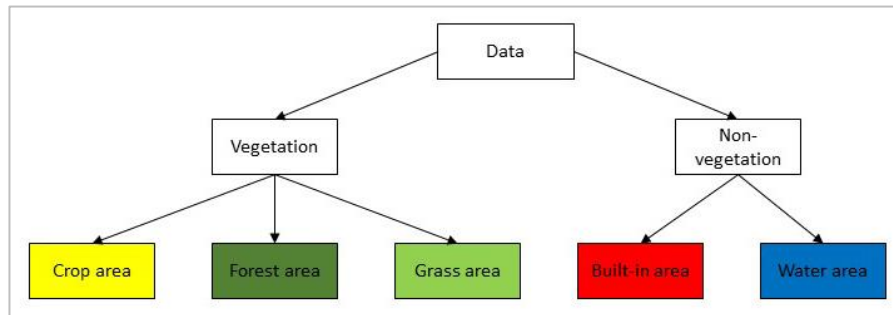 Data
Vegetation
Non-
vegetation
Crop area
Forest area
Grass area
Built-in area
Water area